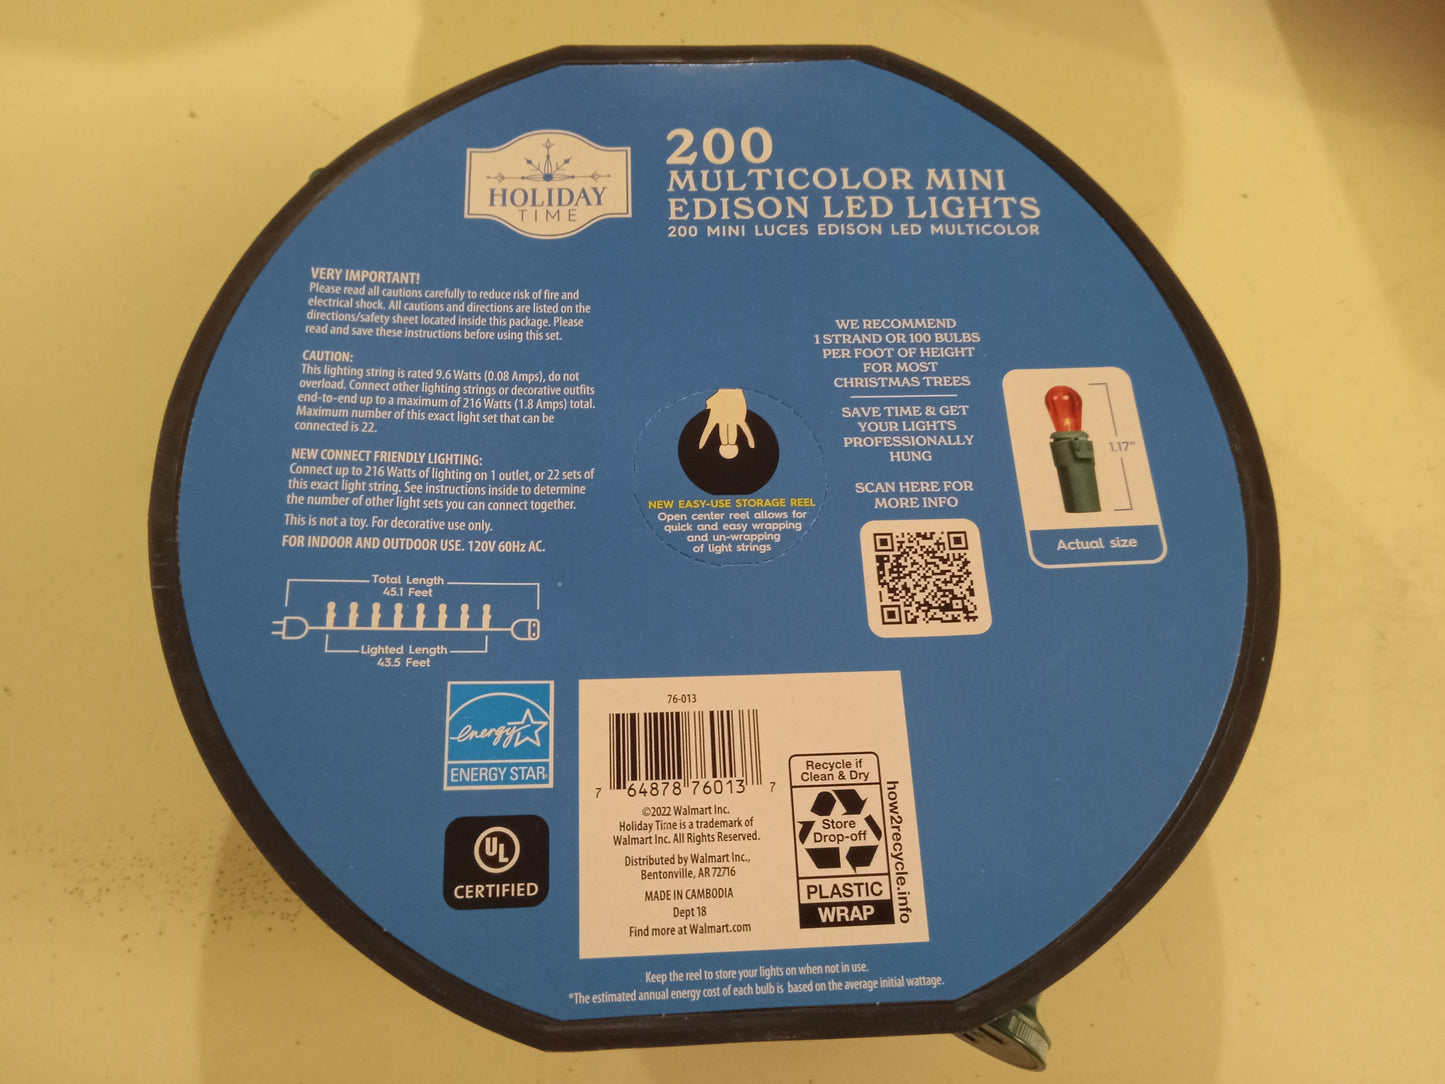 HOLIDAY
TIME
200
MULTICOLOR MINI
EDISON LED LIGHTS
200 MINI LUCES EDISON LED MULTICOLOR
VERY IMPORTANT!
Please read all cautions carefully to reduce risk of fire and
electrical shock. All cautions and directions are listed on the
directions/safety sheet located inside this package. Please
read and save these instructions before using this set.
CAUTION:
This lighting string is rated 9.6 Watts (0.08 Amps), do not
overload. Connect other lighting strings or decorative outfits
end-to-end up to a maximum of 216 Watts (1.8 Amps) total.
Maximum number of this exact light set that can be
connected is 22.
NEW CONNECT FRIENDLY LIGHTING:
Connect up to 216 Watts of lighting on 1 outlet, or 22 sets of
this exact light string. See instructions inside to determine
the number of other light sets you can connect together.
This is not a toy. For decorative use only.
FOR INDOOR AND OUTDOOR USE. 120V 60Hz AC.
Total Length
45.1 Feet
Lighted Length
43.5 Feet
NEW EASY-USE STORAGE REEL
Open center reel allows for
quick and easy wrapping
and un-wrapping
of light strings
WE RECOMMEND
1 STRAND OR 100 BULBS
PER FOOT OF HEIGHT
FOR MOST
CHRISTMAS TREES
SAVE TIME & GET
YOUR LIGHTS
PROFESSIONALLY
HUNG
SCAN HERE FOR
MORE INFO
1.17"
Actual size
energy
ENERGY STAR
UL
CERTIFIED
76-013
7 64878 76013 7
©2022 Walmart Inc.
Holiday Time is a trademark of
Walmart Inc. All Rights Reserved.
Distributed by Walmart Inc.,
Bentonville, AR 72716
MADE IN CAMBODIA
Dept 18
Find more at Walmart.com
Recycle if
Clean & Dry
Store
Drop-off
PLASTIC
WRAP
how2recycle.info
Keep the reel to store your lights on when not in use.
*The estimated annual energy cost of each bulb is based on the average initial wattage.